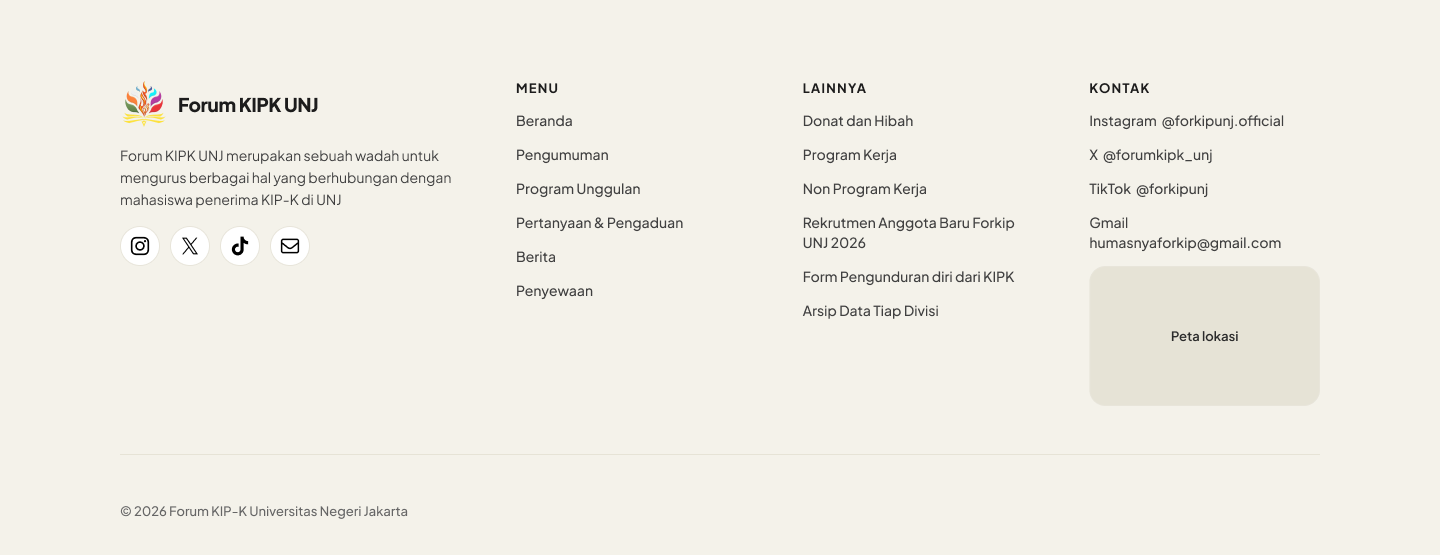 Forum KIPK UNJ
Forum KIPK UNJ merupakan sebuah wadah untuk
mengurus berbagai hal yang berhubungan dengan
mahasiswa penerima KIP-K di UNJ
MENU
Beranda
Pengumuman
Program Unggulan
Pertanyaan & Pengaduan
Berita
Penyewaan
LAINNYA
Donat dan Hibah
Program Kerja
Non Program Kerja
Rekrutmen Anggota Baru Forkip
UNJ 2026
Form Pengunduran diri dari KIPK
Arsip Data Tiap Divisi
KONTAK
Instagram @forkipunj.official
X @forumkipk_unj
TikTok @forkipunj
Gmail
humasnyaforkip@gmail.com
Peta lokasi
© 2026 Forum KIP-K Universitas Negeri Jakarta